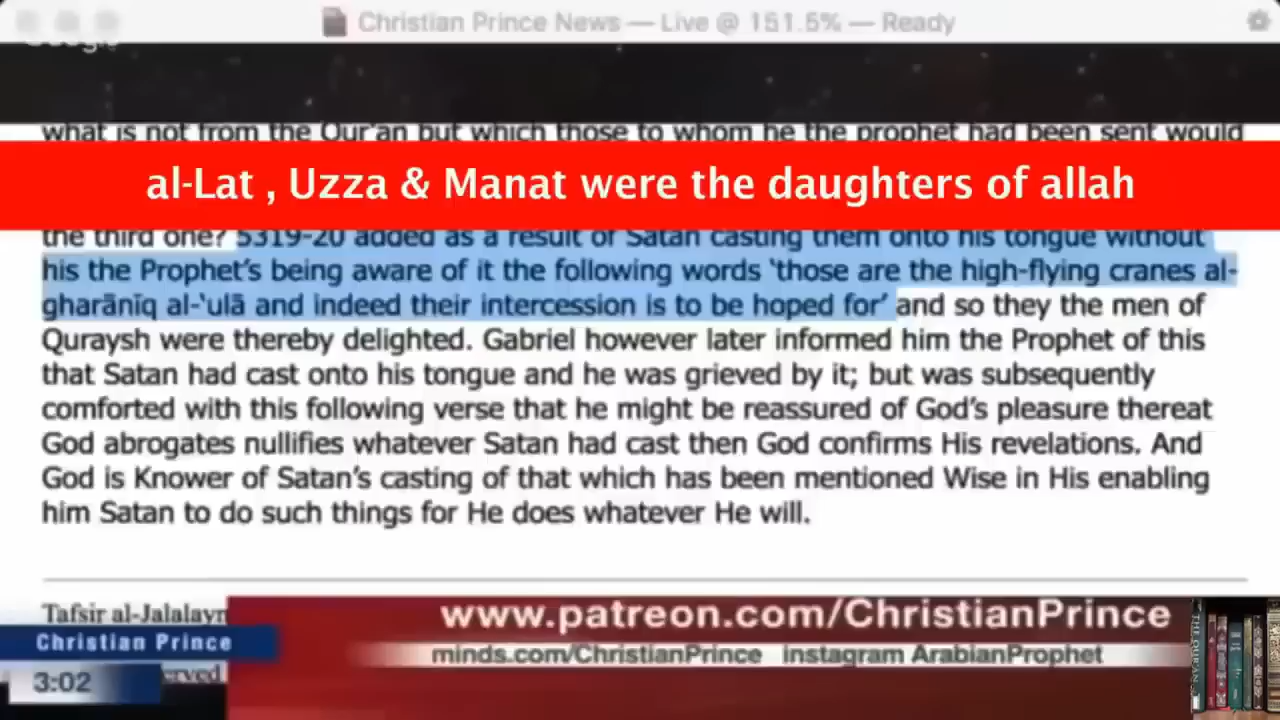 Christian Prince News — Live @ 151.5% — Ready
Google
what is not from the Qur'an but which those to whom he the prophet had been sent would
al-Lat , Uzza & Manat were the daughters of allah
the third one? 5319-20 added as a result of Satan casting them onto his tongue without
his the Prophet's being aware of it the following words 'those are the high-flying cranes al-
gharānīq al-'ulā and indeed their intercession is to be hoped for' and so they the men of
Quraysh were thereby delighted. Gabriel however later informed him the Prophet of this
that Satan had cast onto his tongue and he was grieved by it; but was subsequently
comforted with this following verse that he might be reassured of God's pleasure thereat
God abrogates nullifies whatever Satan had cast then God confirms His revelations. And
God is Knower of Satan's casting of that which has been mentioned Wise in His enabling
him Satan to do such things for He does whatever He will.
Tafsir al-Jalalayn
www.patreon.com/ChristianPrince
Christian Prince
minds.com/ChristianPrince instagram ArabianProphet
3:02
erved